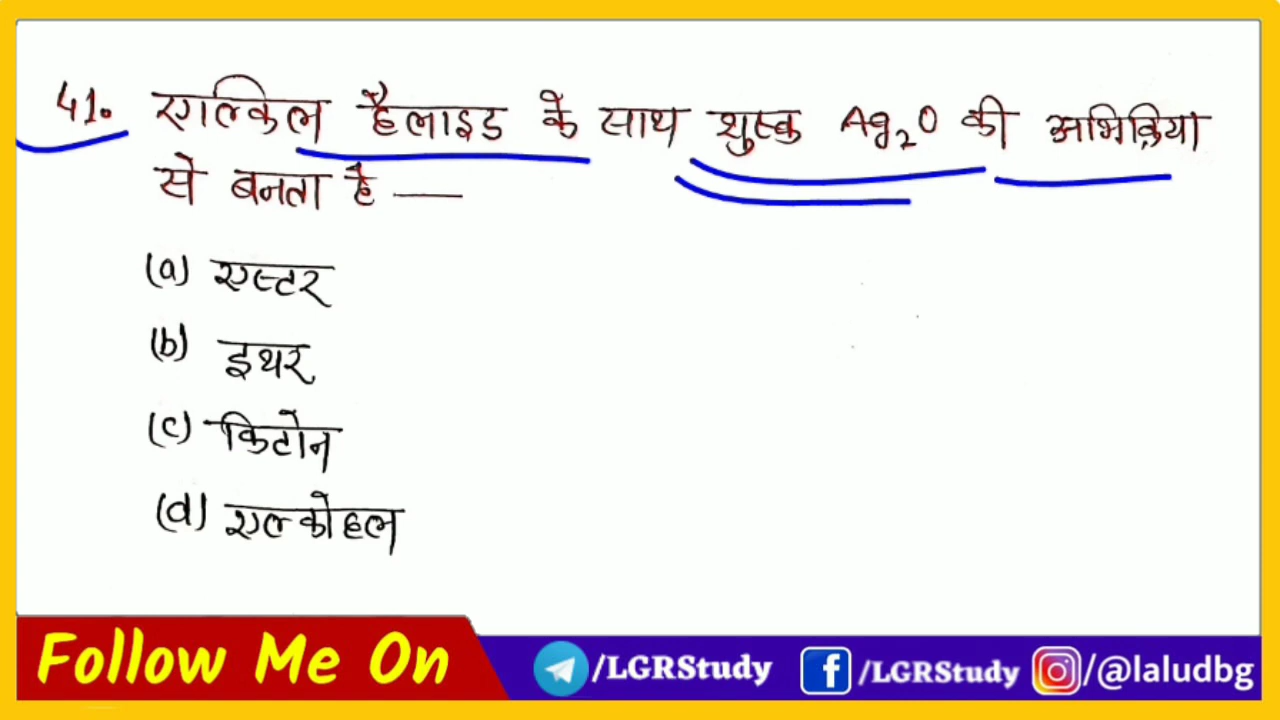 41. एल्किल हैलाइड के साथ शुष्क Ag₂O की अभिक्रिया
से बनता है —
(a) एस्टर
(b) इथर
(c) किटोन
(d) एल्कोहल
Follow Me On /LGRStudy /LGRStudy /@laludbg